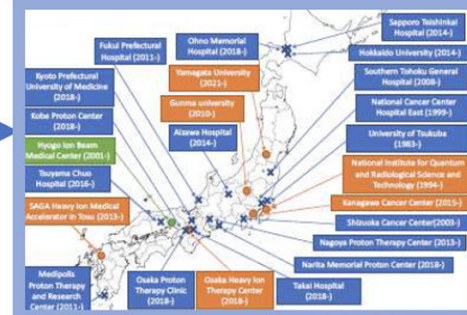 Sapporo Teishinkai
Hospital (2014-)
Ohno Memorial
Hospital (2018-)
Fukui Prefectural
Hospital (2011-)
Hokkaido University (2014-)
Yamagata University
(2021-)
Southern Tohoku General
Hospital (2008-)
Kyoto Prefectural
University of Medicine
(2018-)
Gunma university
(2010-)
National Cancer Center
Hospital East (1999-)
Kobe Proton Center
(2018-)
Aizawa Hospital
(2014-)
University of Tsukuba
(1983-)
Hyogo Ion Beam
Medical Center (2001-)
National Institute for Quantum
and Radiological Science and
Technology (1994-)
Tsuyama Chuo
Hospital (2016-)
Kanagawa Cancer Center (2015-)
SAGA Heavy Ion Medical
Accelerator in Tosu (2013-)
Shizuoka Cancer Center(2003-)
Nagoya Proton Therapy Center (2013-)
Narita Memorial Proton Center (2018-)
Medipolis
Proton Therapy
and Research
Center (2011-)
Osaka Proton
Therapy Clinic
(2018-)
Osaka Heavy Ion
Therapy Center
(2018-)
Takai Hospital
(2018-)